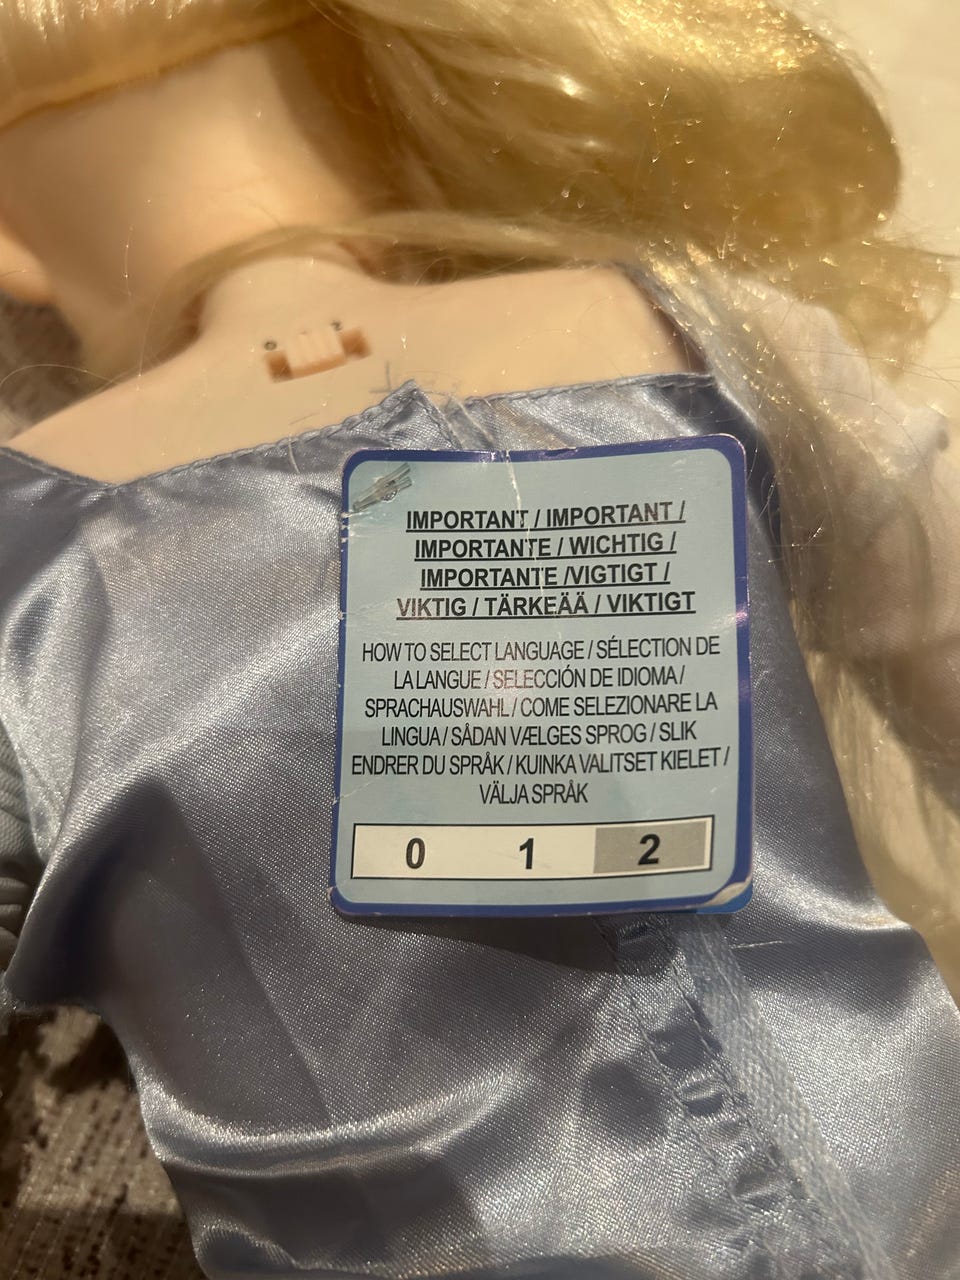 IMPORTANT / IMPORTANT /
IMPORTANTE / WICHTIG /
IMPORTANTE /VIGTIGT /
VIKTIG / TÄRKEÄÄ / VIKTIGT
HOW TO SELECT LANGUAGE / SÉLECTION DE
LA LANGUE / SELECCIÓN DE IDIOMA /
SPRACHAUSWAHL / COME SELEZIONARE LA
LINGUA / SÅDAN VÆLGES SPROG / SLIK
ENDRER DU SPRÅK / KUINKA VALITSET KIELET /
VÄLJA SPRÅK
0 1 2